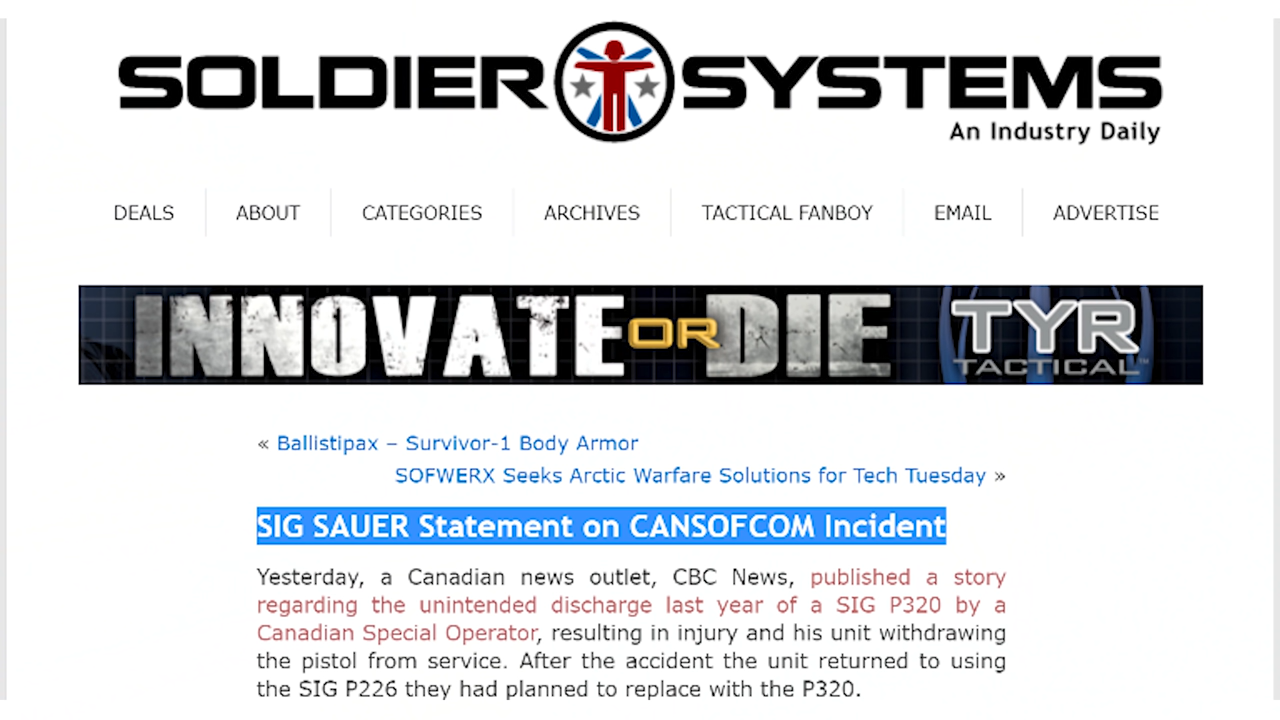 SOLDIER SYSTEMS
An Industry Daily
DEALS ABOUT CATEGORIES ARCHIVES TACTICAL FANBOY EMAIL ADVERTISE
INNOVATE OR DIE TYR
TACTICAL™
« Ballistipax – Survivor-1 Body Armor
SOFWERX Seeks Arctic Warfare Solutions for Tech Tuesday »
SIG SAUER Statement on CANSOFCOM Incident
Yesterday, a Canadian news outlet, CBC News, published a story
regarding the unintended discharge last year of a SIG P320 by a
Canadian Special Operator, resulting in injury and his unit withdrawing
the pistol from service. After the accident the unit returned to using
the SIG P226 they had planned to replace with the P320.